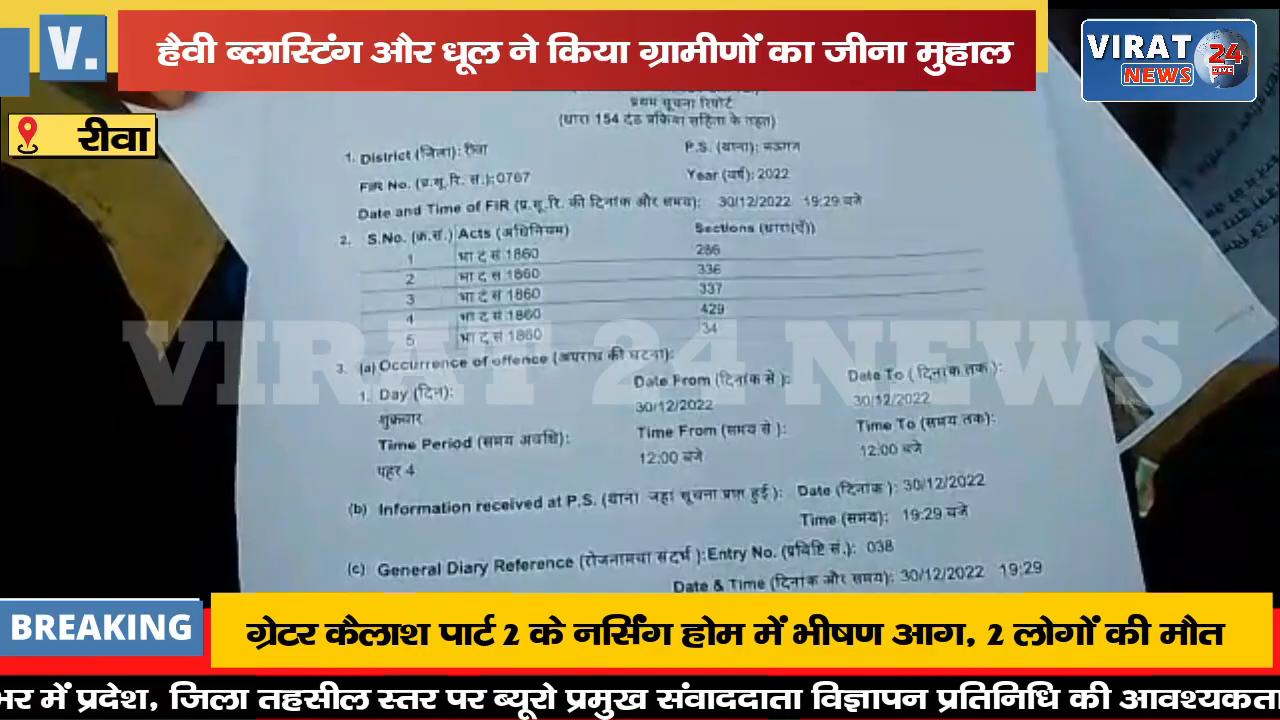 V.
हैवी ब्लास्टिंग और धूल ने किया ग्रामीणों का जीना मुहाल
VIRAT 24
NEWS LIVE
रीवा
प्रथम सूचना रिपोर्ट
(धारा 154 दंड प्रक्रिया सहिता के तहत)
1. District (जिला): रीवा P.S. (थाना): मऊगंज
FIR No. (प्र.सू.रि. सं.): 0767 Year (वर्ष): 2022
Date and Time of FIR (प्र.सू.रि. की दिनांक और समय): 30/12/2022 19:29 बजे
2. S.No. (क्र.सं.) Acts (अधिनियम) Sections (धारा(एँ))
1 भा द सं 1860 286
2 भा द सं 1860 336
3 भा द सं 1860 337
4 भा द सं 1860 429
5 भा द सं 1860 34
VIRAT 24 NEWS
3. (a) Occurrence of offence (अपराध की घटना):
1. Day (दिन): Date From (दिनांक से ): Date To ( दिनांक तक ):
शुक्रवार 30/12/2022 30/12/2022
Time Period (समय अवधि): Time From (समय से ): Time To (समय तक):
पहर 4 12:00 बजे 12:00 बजे
(b) Information received at P.S. (थाना जहां सूचना प्राप्त हुई ): Date (दिनांक ): 30/12/2022
Time (समय): 19:29 बजे
(c) General Diary Reference (रोजनामचा संदर्भ ): Entry No. (प्रविष्टि सं.): 038
Date & Time (दिनांक और समय): 30/12/2022 19:29
BREAKING
ग्रेटर कैलाश पार्ट 2 के नर्सिंग होम में भीषण आग, 2 लोगों की मौत
भर में प्रदेश, जिला तहसील स्तर पर ब्यूरो प्रमुख संवाददाता विज्ञापन प्रतिनिधि की आवश्यकता